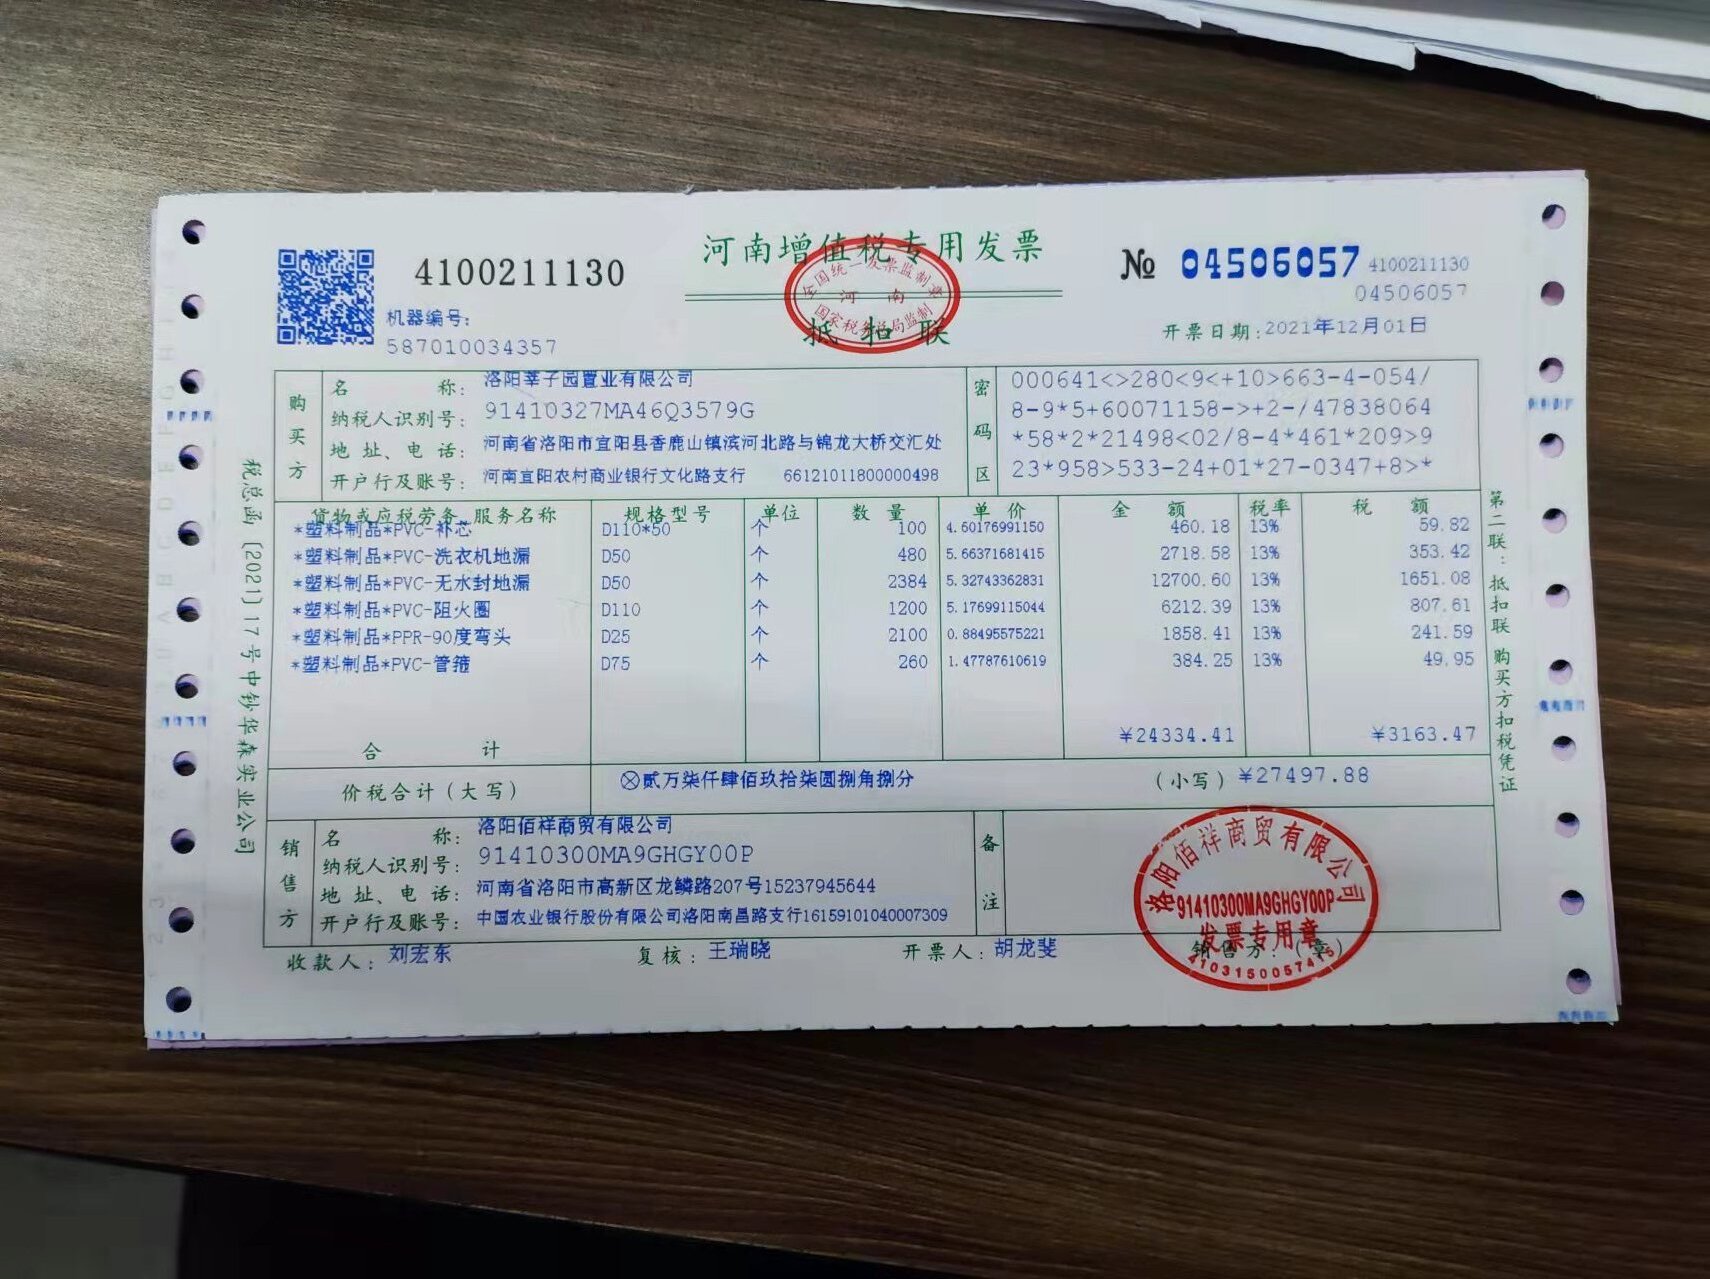 4100211130
机器编号:
587010034357
河南增值税专用发票
全国统一发票监制章
河 南
国家税务总局监制
抵扣联
№ 04506057
4100211130
04506057
开票日期:2021年12月01日
购买方
名 称: 洛阳莘子园置业有限公司
纳税人识别号: 91410327MA46Q3579G
地 址、电 话: 河南省洛阳市宜阳县香鹿山镇滨河北路与锦龙大桥交汇处
开户行及账号: 河南宜阳农村商业银行文化路支行 66121011800000498
密码区
000641<>280<9<+10>663-4-054/
8-9*5+60071158->+2-/47838064
*58*2*21498<02/8-4*461*209>9
23*958>533-24+01*27-0347+8>*
货物或应税劳务、服务名称 规格型号 单位 数 量 单 价 金 额 税率 税 额
*塑料制品*PVC-补芯 D110*50 个 100 4.60176991150 460.18 13% 59.82
*塑料制品*PVC-洗衣机地漏 D50 个 480 5.66371681415 2718.58 13% 353.42
*塑料制品*PVC-无水封地漏 D50 个 2384 5.32743362831 12700.60 13% 1651.08
*塑料制品*PVC-阻火圈 D110 个 1200 5.17699115044 6212.39 13% 807.61
*塑料制品*PPR-90度弯头 D25 个 2100 0.88495575221 1858.41 13% 241.59
*塑料制品*PVC-管箍 D75 个 260 1.47787610619 384.25 13% 49.95
合 计 ¥24334.41 ¥3163.47
价税合计(大写) ⊗贰万柒仟肆佰玖拾柒圆捌角捌分 (小写) ¥27497.88
销售方
名 称: 洛阳佰祥商贸有限公司
纳税人识别号: 91410300MA9GHGY00P
地 址、电 话: 河南省洛阳市高新区龙鳞路207号15237945644
开户行及账号: 中国农业银行股份有限公司洛阳南昌路支行16159101040007309
备注
收款人: 刘宏东 复核: 王瑞晓 开票人: 胡龙斐 销售方:(章)
洛阳佰祥商贸有限公司
91410300MA9GHGY00P
发票专用章
税总函〔2021〕17号中钞华森实业公司
第二联:抵扣联 购买方扣税凭证